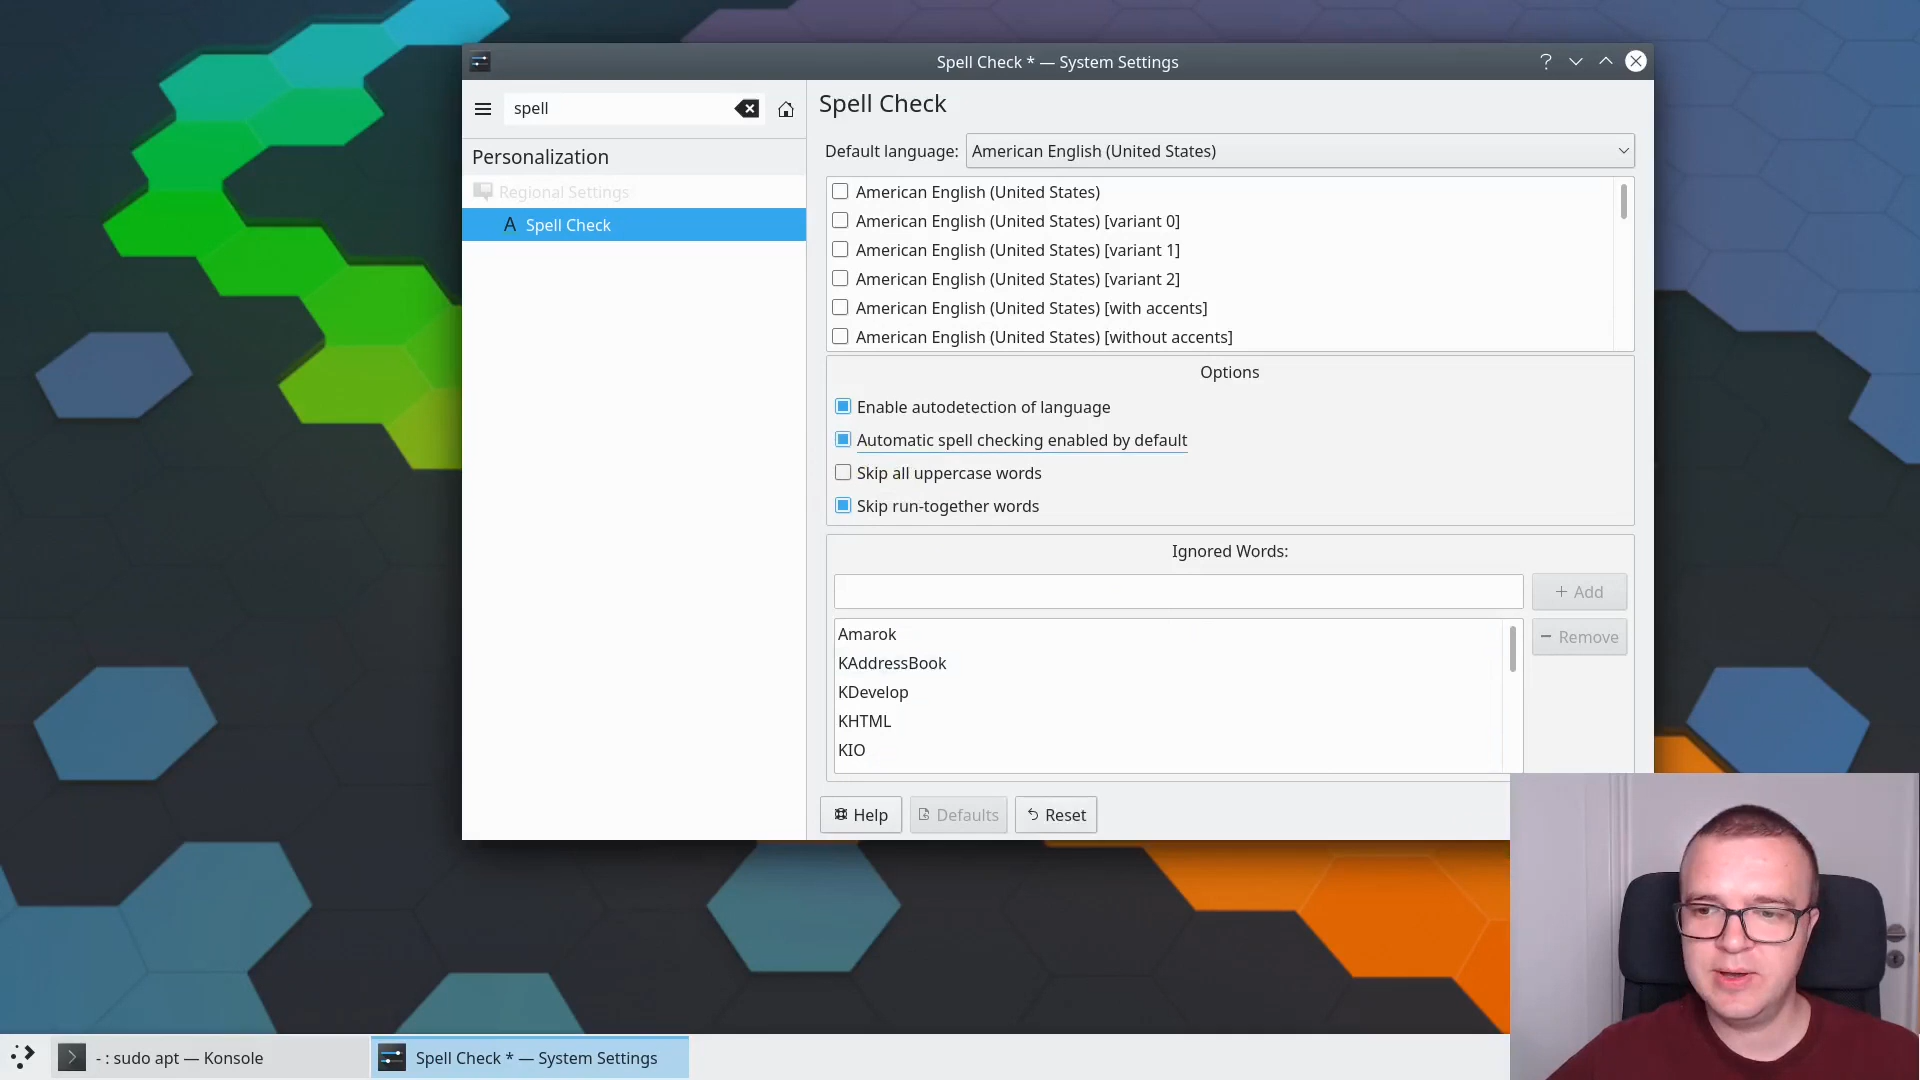 Spell Check * — System Settings
spell
Personalization
Regional Settings
A Spell Check
Spell Check
Default language: American English (United States)
American English (United States)
American English (United States) [variant 0]
American English (United States) [variant 1]
American English (United States) [variant 2]
American English (United States) [with accents]
American English (United States) [without accents]
Options
Enable autodetection of language
Automatic spell checking enabled by default
Skip all uppercase words
Skip run-together words
Ignored Words:
+ Add
− Remove
Amarok
KAddressBook
KDevelop
KHTML
KIO
Help
Defaults
Reset
- : sudo apt — Konsole
Spell Check * — System Settings